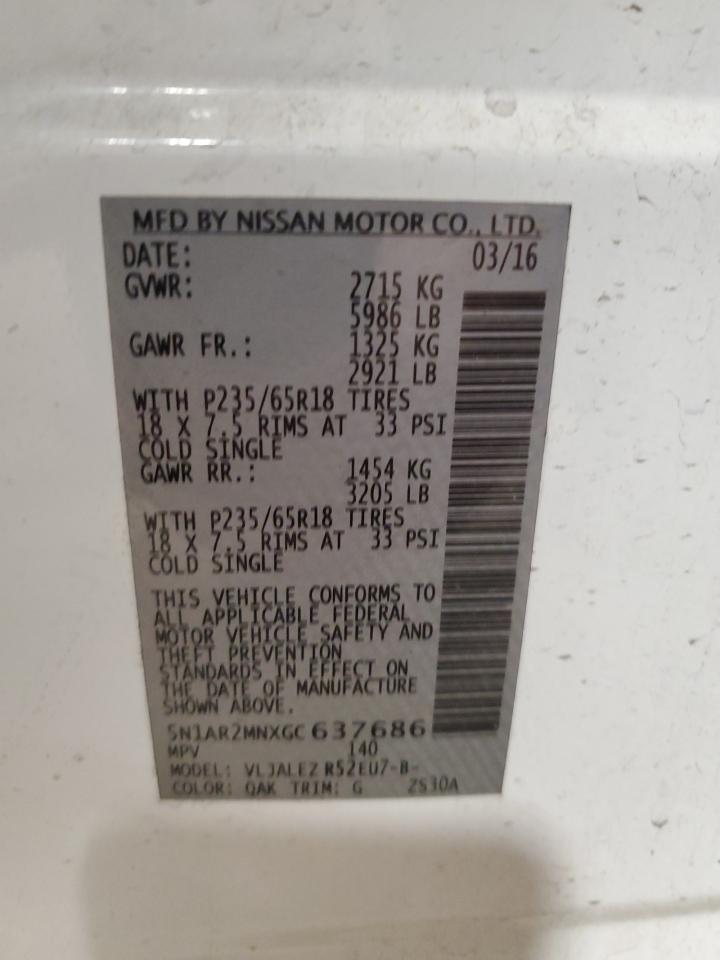 MFD BY NISSAN MOTOR CO., LTD.
DATE: 03/16
GVWR: 2715 KG
5986 LB
GAWR FR.: 1325 KG
2921 LB
WITH P235/65R18 TIRES
18 X 7.5 RIMS AT 33 PSI
COLD SINGLE
GAWR RR.: 1454 KG
3205 LB
WITH P235/65R18 TIRES
18 X 7.5 RIMS AT 33 PSI
COLD SINGLE
THIS VEHICLE CONFORMS TO
ALL APPLICABLE FEDERAL
MOTOR VEHICLE SAFETY AND
THEFT PREVENTION
STANDARDS IN EFFECT ON
THE DATE OF MANUFACTURE
SHOWN ABOVE.
5N1AR2MNXGC637686
MPV 140
MODEL: VLJALEZ R52EU7-B-
COLOR: QAK TRIM: G ZS30A